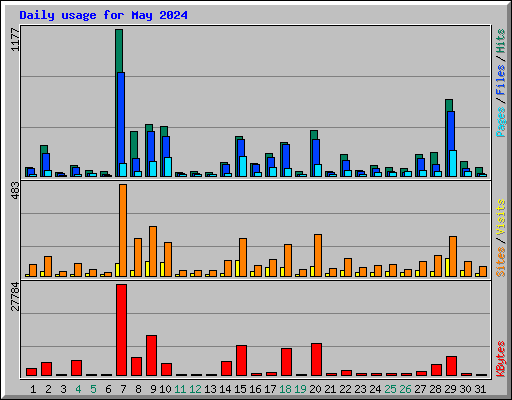 Daily usage for May 2024
1177
Pages / Files / Hits
483
Sites / Visits
27784
KBytes
1 2 3 4 5 6 7 8 9 10 11 12 13 14 15 16 17 18 19 20 21 22 23 24 25 26 27 28 29 30 31